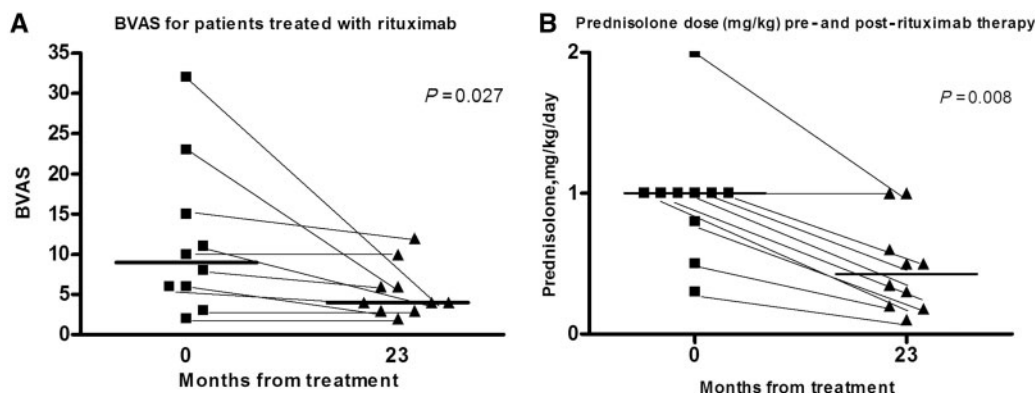 A
BVAS for patients treated with rituximab
35
30
25
20
15
10
5
0
BVAS
P=0.027
0 23
Months from treatment
B
Prednisolone dose (mg/kg) pre- and post-rituximab therapy
2
1
0
Prednisolone,mg/kg/day
P=0.008
0 23
Months from treatment